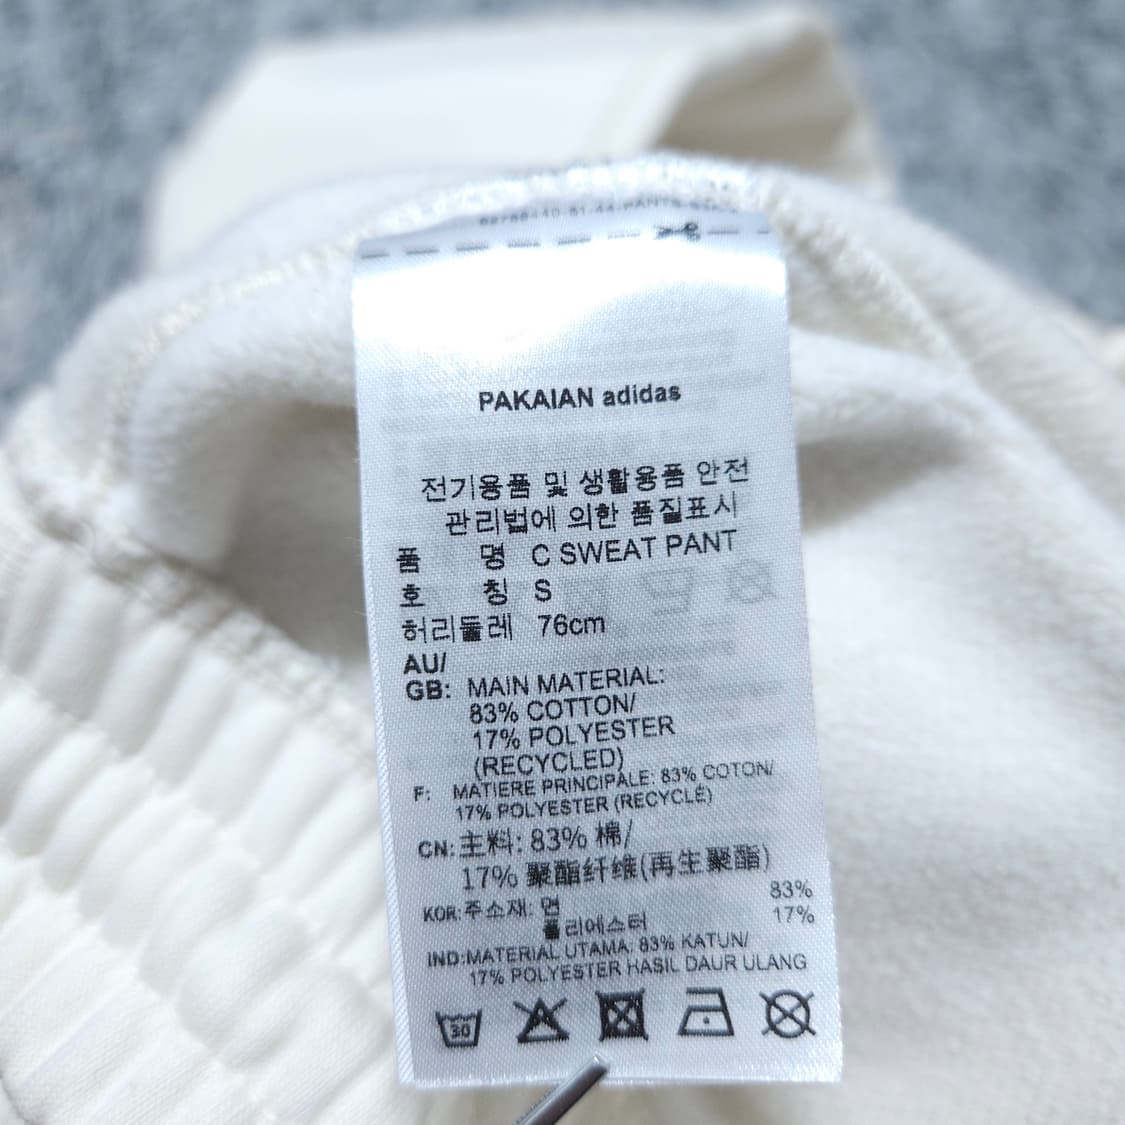 PAKAIAN adidas
전기용품 및 생활용품 안전
관리법에 의한 품질표시
품 명 C SWEAT PANT
호 칭 S
허리둘레 76cm
AU/
GB: MAIN MATERIAL:
83% COTTON/
17% POLYESTER
(RECYCLED)
F: MATIERE PRINCIPALE: 83% COTON/
17% POLYESTER (RECYCLÉ)
CN: 主料: 83% 棉/
17% 聚酯纤维(再生聚酯)
KOR: 주소재: 면 83%
폴리에스터 17%
IND: MATERIAL UTAMA: 83% KATUN/
17% POLYESTER HASIL DAUR ULANG
30